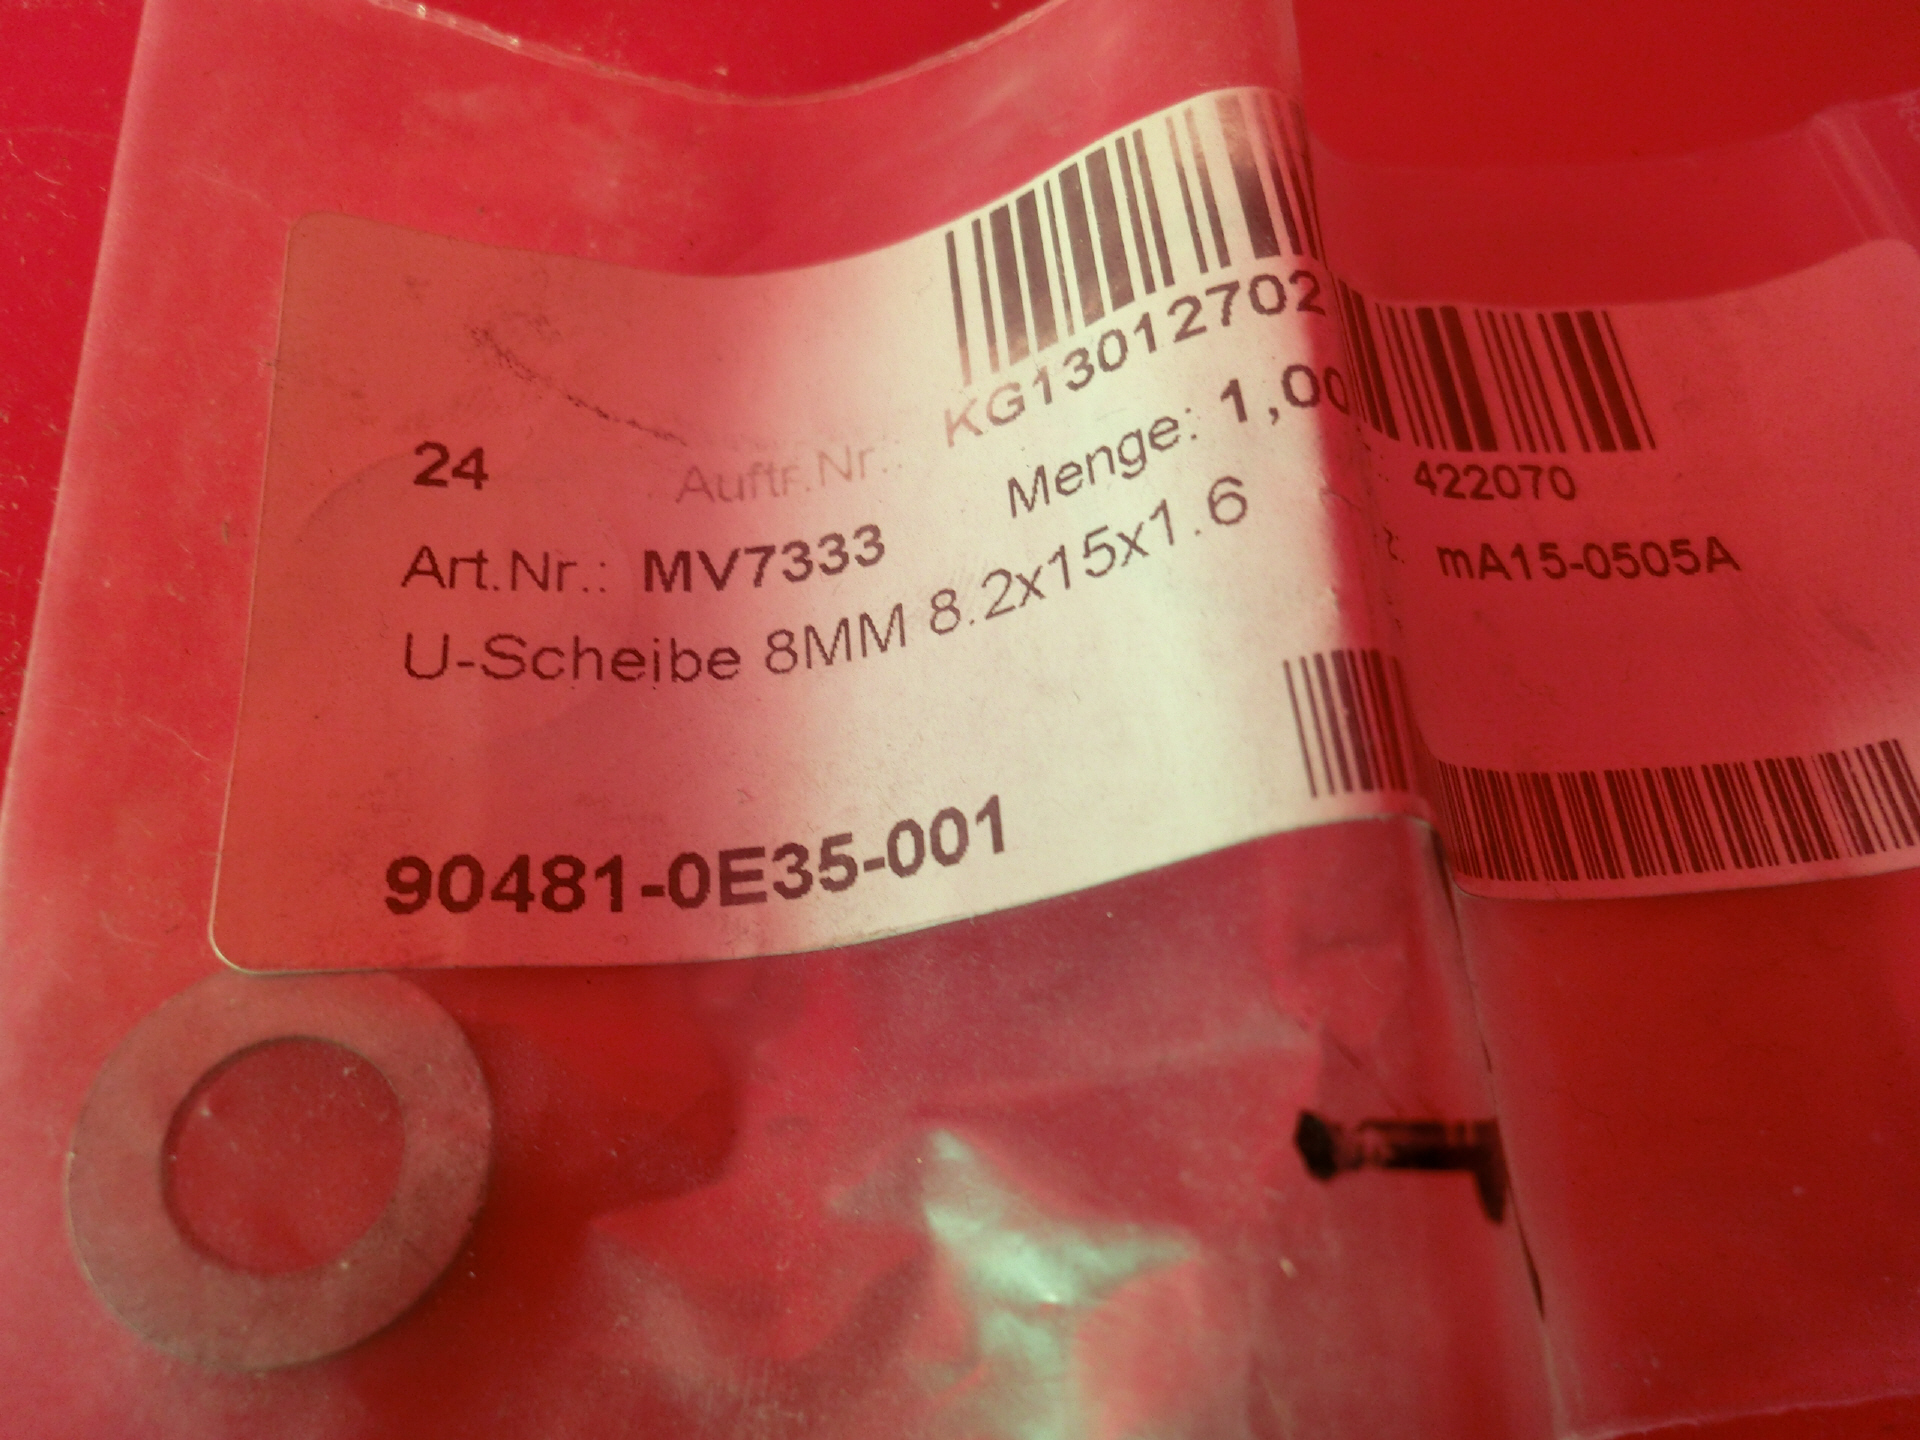 KG13012702
24 Auftr.Nr.:
Menge: 1,00
Art.Nr.: MV7333
U-Scheibe 8MM 8.2x15x1.6
90481-0E35-001
422070
mA15-0505A